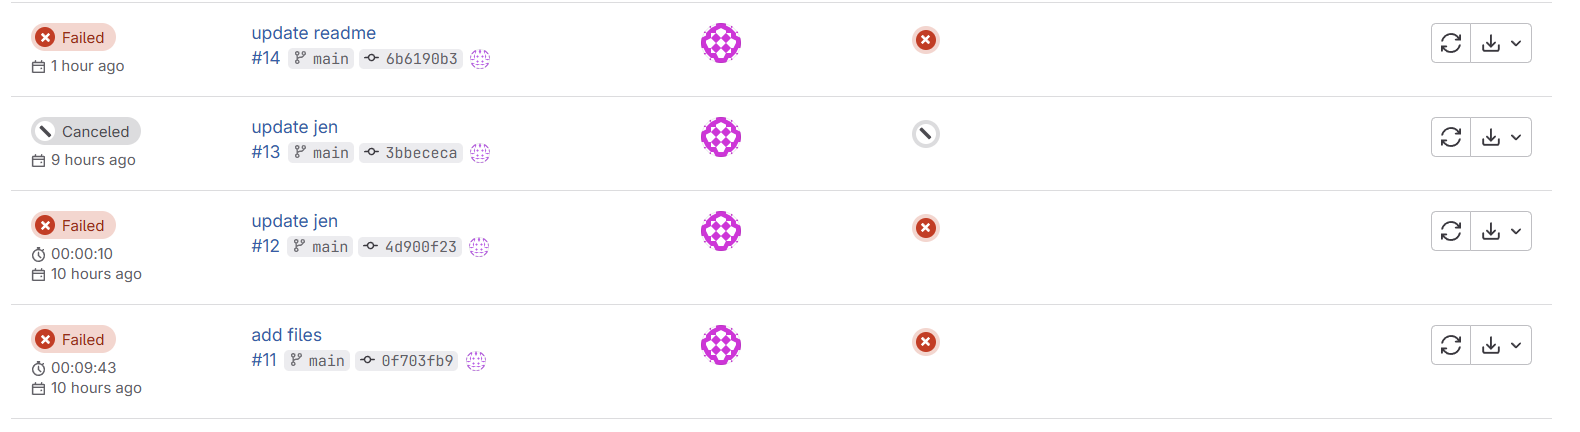 Failed
1 hour ago
update readme
#14 main 6b6190b3
Canceled
9 hours ago
update jen
#13 main 3bbececa
Failed
00:00:10
10 hours ago
update jen
#12 main 4d900f23
Failed
00:09:43
10 hours ago
add files
#11 main 0f703fb9